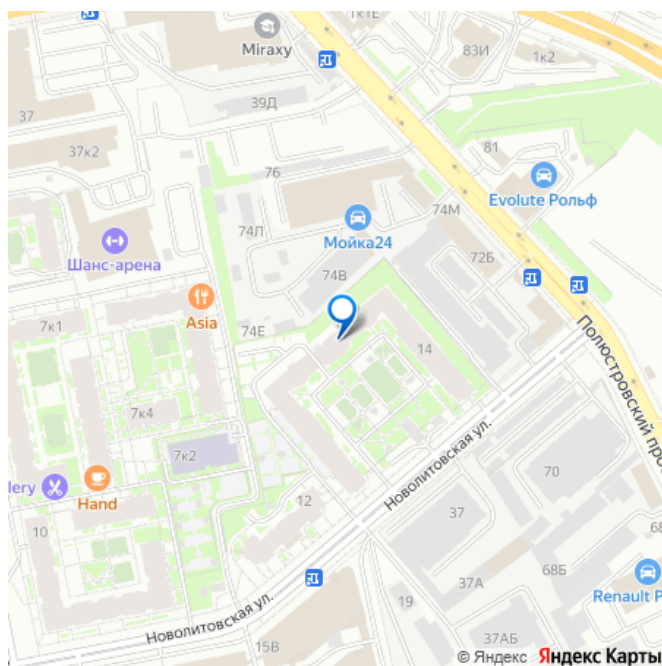 1к1Е
Miraxy
83И
1к2
39Д
37
37к2
76
81
Evolute Рольф
74М
74Л
Мойка24
72Б
Шанс-арена
74В
Asia
7к1
74Е
14
Полюстровский про
7к4
7к2
Новолитовская ул.
70
lery
Hand
12
37
10
68Б
37А
Renault Р
19
Новолитовская ул.
15В
37АБ
© Яндекс Яндекс Карты